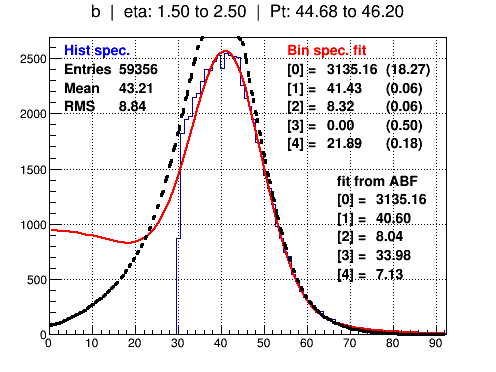 b | eta: 1.50 to 2.50 | Pt: 44.68 to 46.20
Hist spec.
Entries 59356
Mean 43.21
RMS 8.84
Bin spec. fit
[0] = 3135.16 (18.27)
[1] = 41.43 (0.06)
[2] = 8.32 (0.06)
[3] = 0.00 (0.50)
[4] = 21.89 (0.18)
fit from ABF
[0] = 3135.16
[1] = 40.60
[2] = 8.04
[3] = 33.98
[4] = 7.13
2500
2000
1500
1000
500
0
0 10 20 30 40 50 60 70 80 90